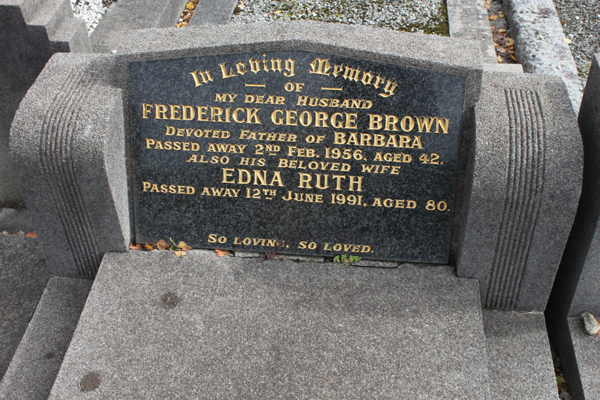 In Loving Memory
OF
MY DEAR HUSBAND
FREDERICK GEORGE BROWN
DEVOTED FATHER OF BARBARA
PASSED AWAY 2ND FEB. 1956, AGED 42.
ALSO HIS BELOVED WIFE
EDNA RUTH
PASSED AWAY 12TH JUNE 1991, AGED 80.
SO LOVING, SO LOVED.